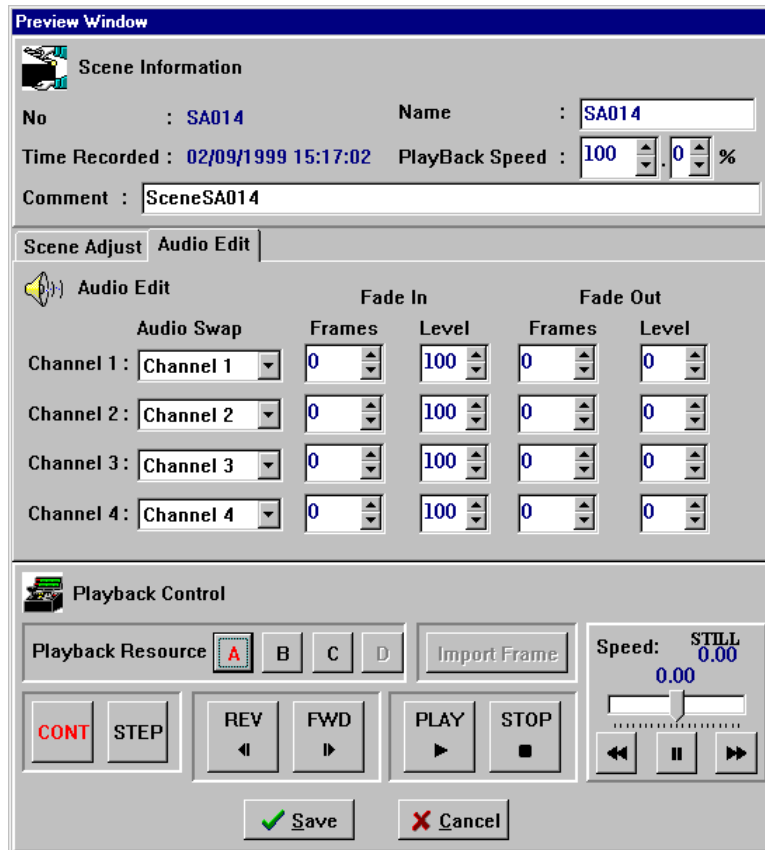 Preview Window
Scene Information
No : SA014
Name : SA014
Time Recorded : 02/09/1999 15:17:02
PlayBack Speed : 100 . 0 %
Comment : SceneSA014
Scene Adjust Audio Edit
Audio Edit
Fade In Fade Out
Audio Swap Frames Level Frames Level
Channel 1 : Channel 1 0 100 0 0
Channel 2 : Channel 2 0 100 0 0
Channel 3 : Channel 3 0 100 0 0
Channel 4 : Channel 4 0 100 0 0
Playback Control
Playback Resource A B C D
Import Frame
Speed: STILL
0.00
0.00
CONT STEP
REV FWD
PLAY STOP
Save Cancel